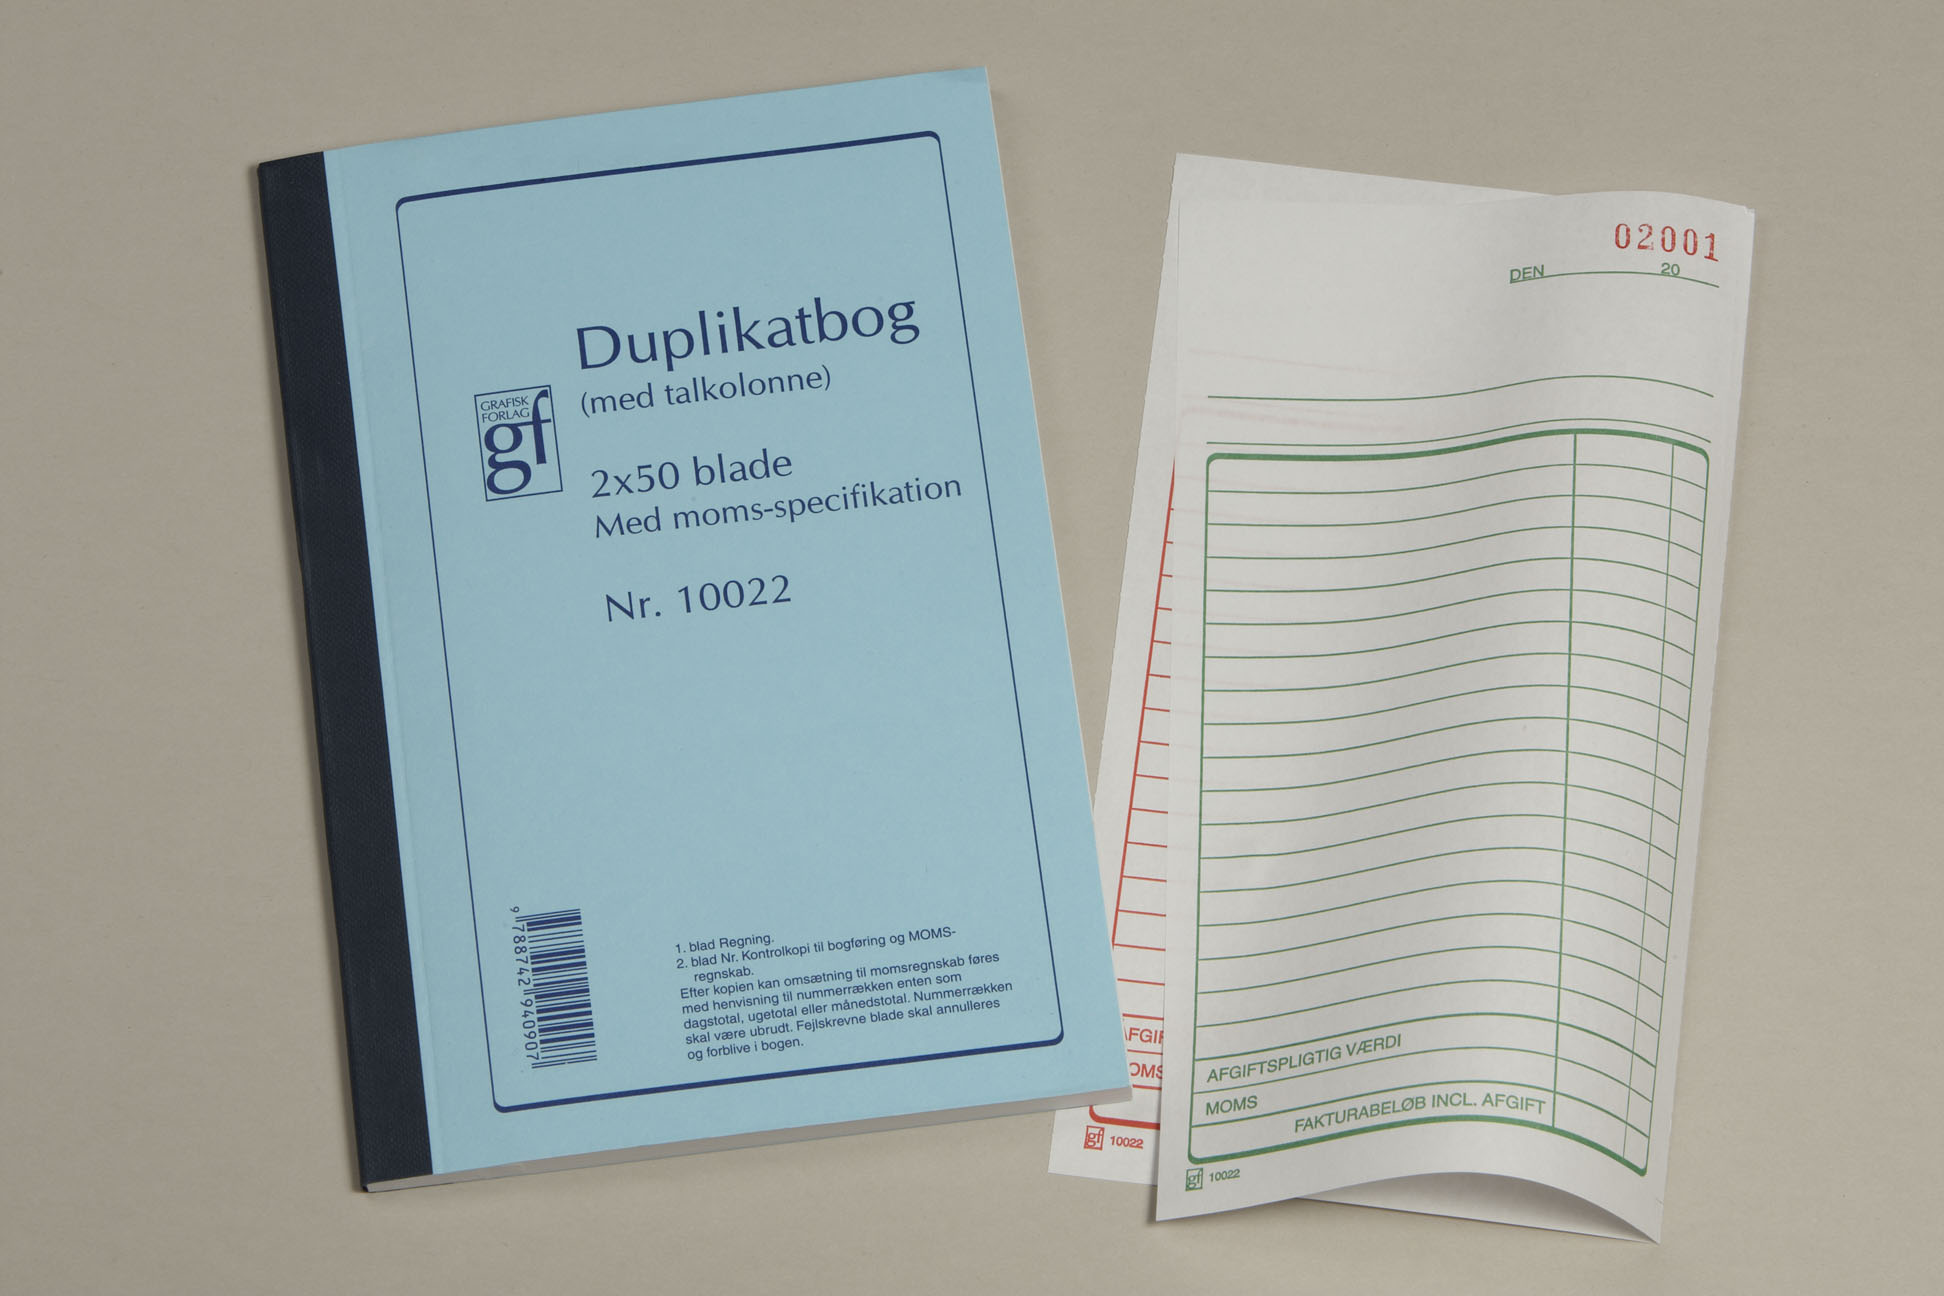 Duplikatbog
(med talkolonne)
GRAFISK
FORLAG
gf
2x50 blade
Med moms-specifikation
Nr. 10022
9 788742 940907
1. blad Regning.
2. blad Nr. Kontrolkopi til bogføring og MOMS-
regnskab.
Efter kopien kan omsætning til momsregnskab føres
med henvisning til nummerrækken enten som
dagstotal, ugetotal eller månedstotal. Nummerrækken
skal være ubrudt. Fejlskrevne blade skal annulleres
og forblive i bogen.
02001
DEN 20
AFGIFTSPLIGTIG VÆRDI
MOMS
FAKTURABELØB INCL. AFGIFT
gf 10022
AFGIF
OMS
gf 10022